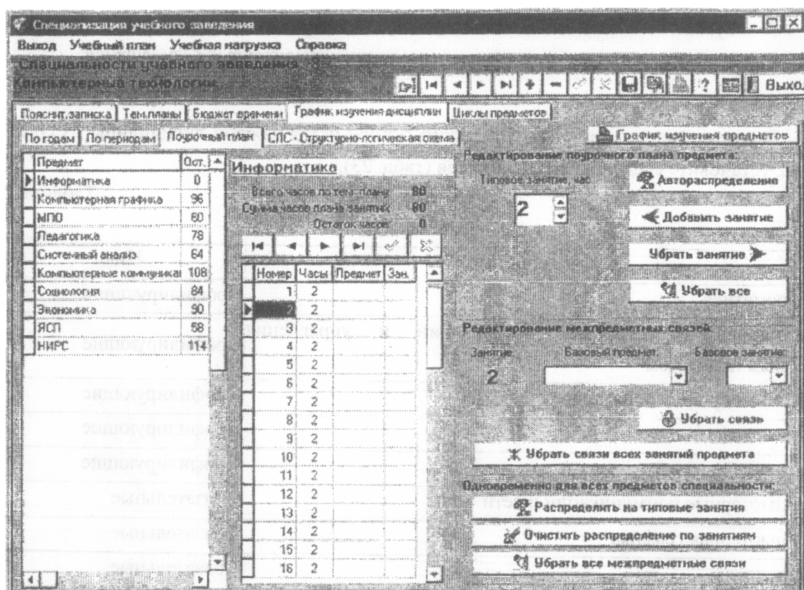 Специализация учебного заведения
Выход Учебный план Учебная нагрузка Справка
Специальности учебного заведения
Компьютерные технологии
? Выхо
Пояснит.записка Тем.планы Бюджет времени График изучения дисциплин Циклы предметов
По годам По периодам Поурочный план СЛС - Структурно-логическая схема
График изучения предметов
Предмет Ост.
Информатика 0
Компьютерная графика 96
МПО 60
Педагогика 78
Системный анализ 64
Компьютерные коммуникац 108
Социология 84
Экономика 90
ЯСП 58
НИРС 114
Информатика
Всего часов по тем. плану: 80
Сумма часов плана занятий: 80
Остаток часов: 0
Номер Часы Предмет Зан.
1 2
2 2
3 2
4 2
5 2
6 2
7 2
8 2
9 2
10 2
11 2
12 2
13 2
14 2
15 2
16 2
Редактирование поурочного плана предмета:
Типовое занятие, час
2
Автораспределение
Добавить занятие
Убрать занятие
Убрать все
Редактирование межпредметных связей:
Занятие: Базовый предмет: Базовое занятие:
2
Убрать связь
Убрать связи всех занятий предмета
Одновременно для всех предметов специальности:
Распределить на типовые занятия
Очистить распределение по занятиям
Убрать все межпредметные связи